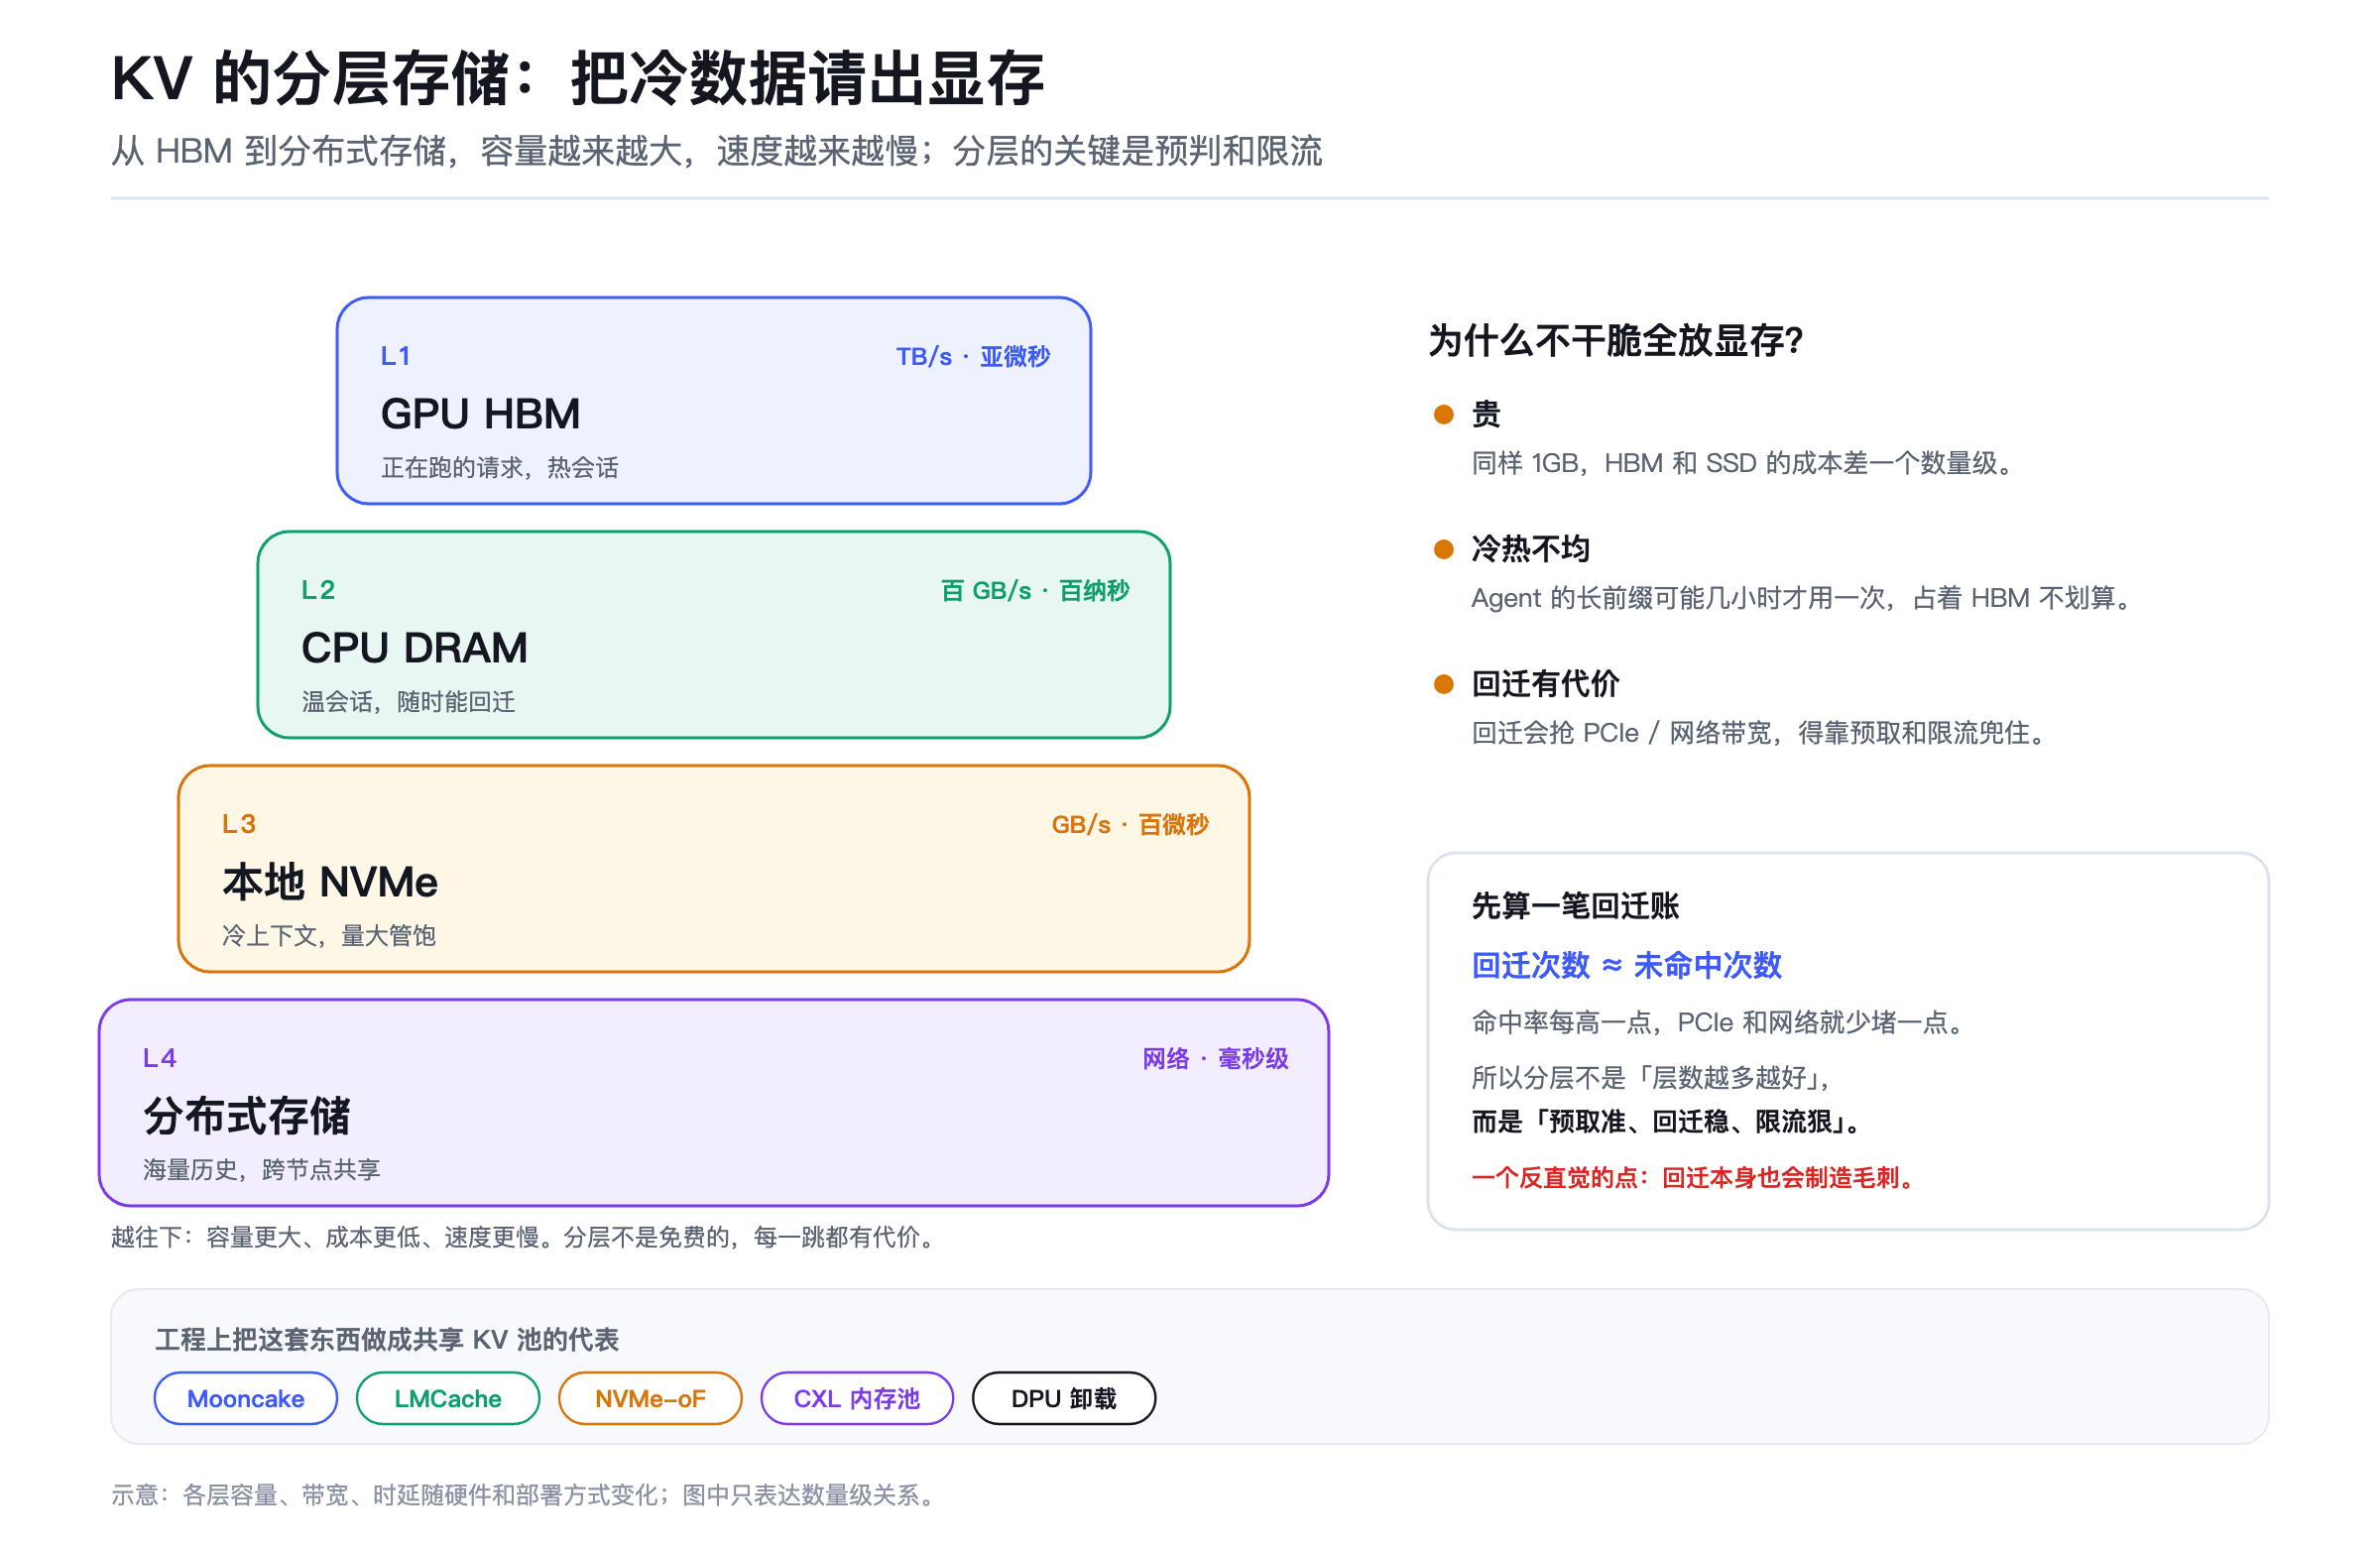 KV 的分层存储：把冷数据请出显存
从 HBM 到分布式存储，容量越来越大，速度越来越慢；分层的关键是预判和限流
L1
TB/s · 亚微秒
GPU HBM
正在跑的请求，热会话
L2
百 GB/s · 百纳秒
CPU DRAM
温会话，随时能回迁
L3
GB/s · 百微秒
本地 NVMe
冷上下文，量大管饱
L4
网络 · 毫秒级
分布式存储
海量历史，跨节点共享
越往下：容量更大、成本更低、速度更慢。分层不是免费的，每一跳都有代价。
为什么不干脆全放显存？
贵
同样 1GB，HBM 和 SSD 的成本差一个数量级。
冷热不均
Agent 的长前缀可能几小时才用一次，占着 HBM 不划算。
回迁有代价
回迁会抢 PCIe / 网络带宽，得靠预取和限流兜住。
先算一笔回迁账
回迁次数 ≈ 未命中次数
命中率每高一点，PCIe 和网络就少堵一点。
所以分层不是「层数越多越好」，
而是「预取准、回迁稳、限流狠」。
一个反直觉的点：回迁本身也会制造毛刺。
工程上把这套东西做成共享 KV 池的代表
Mooncake
LMCache
NVMe-oF
CXL 内存池
DPU 卸载
示意：各层容量、带宽、时延随硬件和部署方式变化；图中只表达数量级关系。